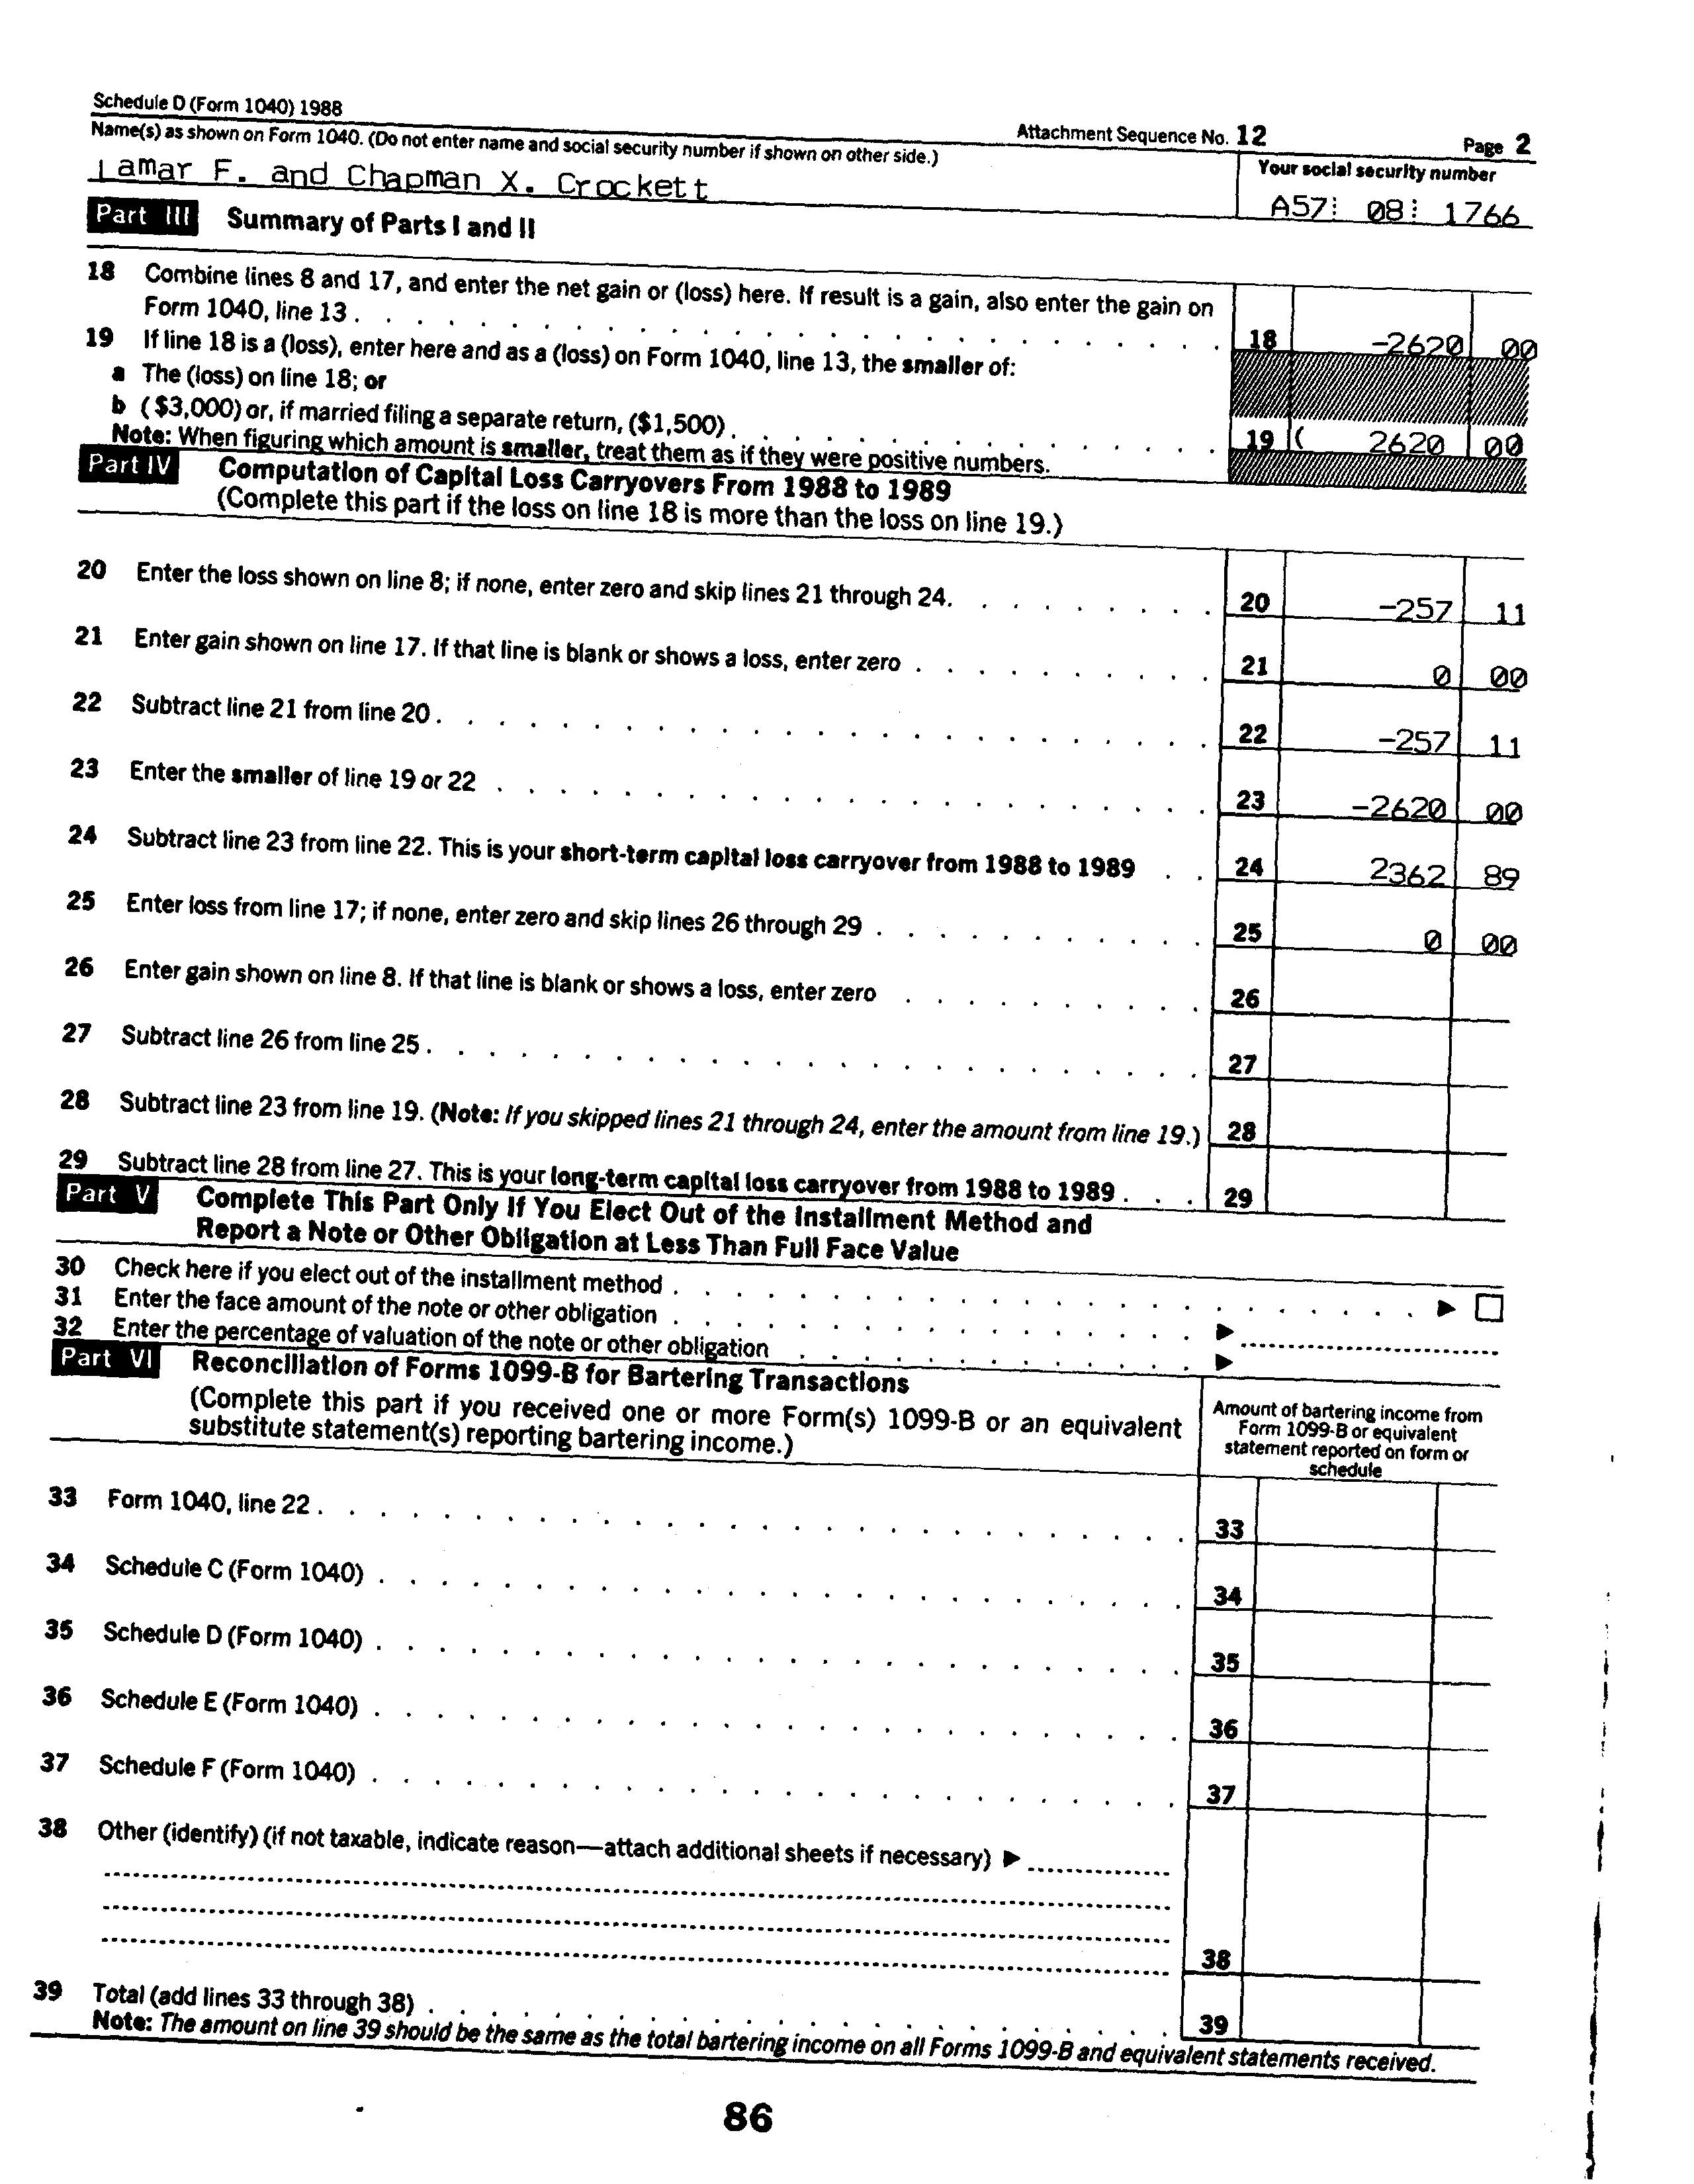 Schedule D (Form 1040) 1988
Attachment Sequence No. 12
Page 2
Name(s) as shown on Form 1040. (Do not enter name and social security number if shown on other side.)
Your social security number
Lamar F. and Chapman X. Crockett
A57 08 1766
Part III Summary of Parts I and II
18 Combine lines 8 and 17, and enter the net gain or (loss) here. If result is a gain, also enter the gain on
Form 1040, line 13 . . . 18 -2620 00
19 If line 18 is a (loss), enter here and as a (loss) on Form 1040, line 13, the smaller of:
a The (loss) on line 18; or
b ($3,000) or, if married filing a separate return, ($1,500) . . . 19 ( 2620 00
Note: When figuring which amount is smaller, treat them as if they were positive numbers.
Part IV Computation of Capital Loss Carryovers From 1988 to 1989
(Complete this part if the loss on line 18 is more than the loss on line 19.)
20 Enter the loss shown on line 8; if none, enter zero and skip lines 21 through 24. . . . 20 -257 11
21 Enter gain shown on line 17. If that line is blank or shows a loss, enter zero . . . 21 0 00
22 Subtract line 21 from line 20 . . . 22 -257 11
23 Enter the smaller of line 19 or 22 . . . 23 -2620 00
24 Subtract line 23 from line 22. This is your short-term capital loss carryover from 1988 to 1989 . . 24 2362 89
25 Enter loss from line 17; if none, enter zero and skip lines 26 through 29 . . . 25 0 00
26 Enter gain shown on line 8. If that line is blank or shows a loss, enter zero . . . 26
27 Subtract line 26 from line 25 . . . 27
28 Subtract line 23 from line 19. (Note: If you skipped lines 21 through 24, enter the amount from line 19.) 28
29 Subtract line 28 from line 27. This is your long-term capital loss carryover from 1988 to 1989 . . . 29
Part V Complete This Part Only If You Elect Out of the Installment Method and
Report a Note or Other Obligation at Less Than Full Face Value
30 Check here if you elect out of the installment method . . . ▶ ☐
31 Enter the face amount of the note or other obligation . . . ▶
32 Enter the percentage of valuation of the note or other obligation . . . ▶
Part VI Reconciliation of Forms 1099-B for Bartering Transactions
(Complete this part if you received one or more Form(s) 1099-B or an equivalent
substitute statement(s) reporting bartering income.)
Amount of bartering income from
Form 1099-B or equivalent
statement reported on form or
schedule
33 Form 1040, line 22 . . . 33
34 Schedule C (Form 1040) . . . 34
35 Schedule D (Form 1040) . . . 35
36 Schedule E (Form 1040) . . . 36
37 Schedule F (Form 1040) . . . 37
38 Other (identify) (if not taxable, indicate reason—attach additional sheets if necessary) ▶
38
39 Total (add lines 33 through 38) . . . 39
Note: The amount on line 39 should be the same as the total bartering income on all Forms 1099-B and equivalent statements received.
86